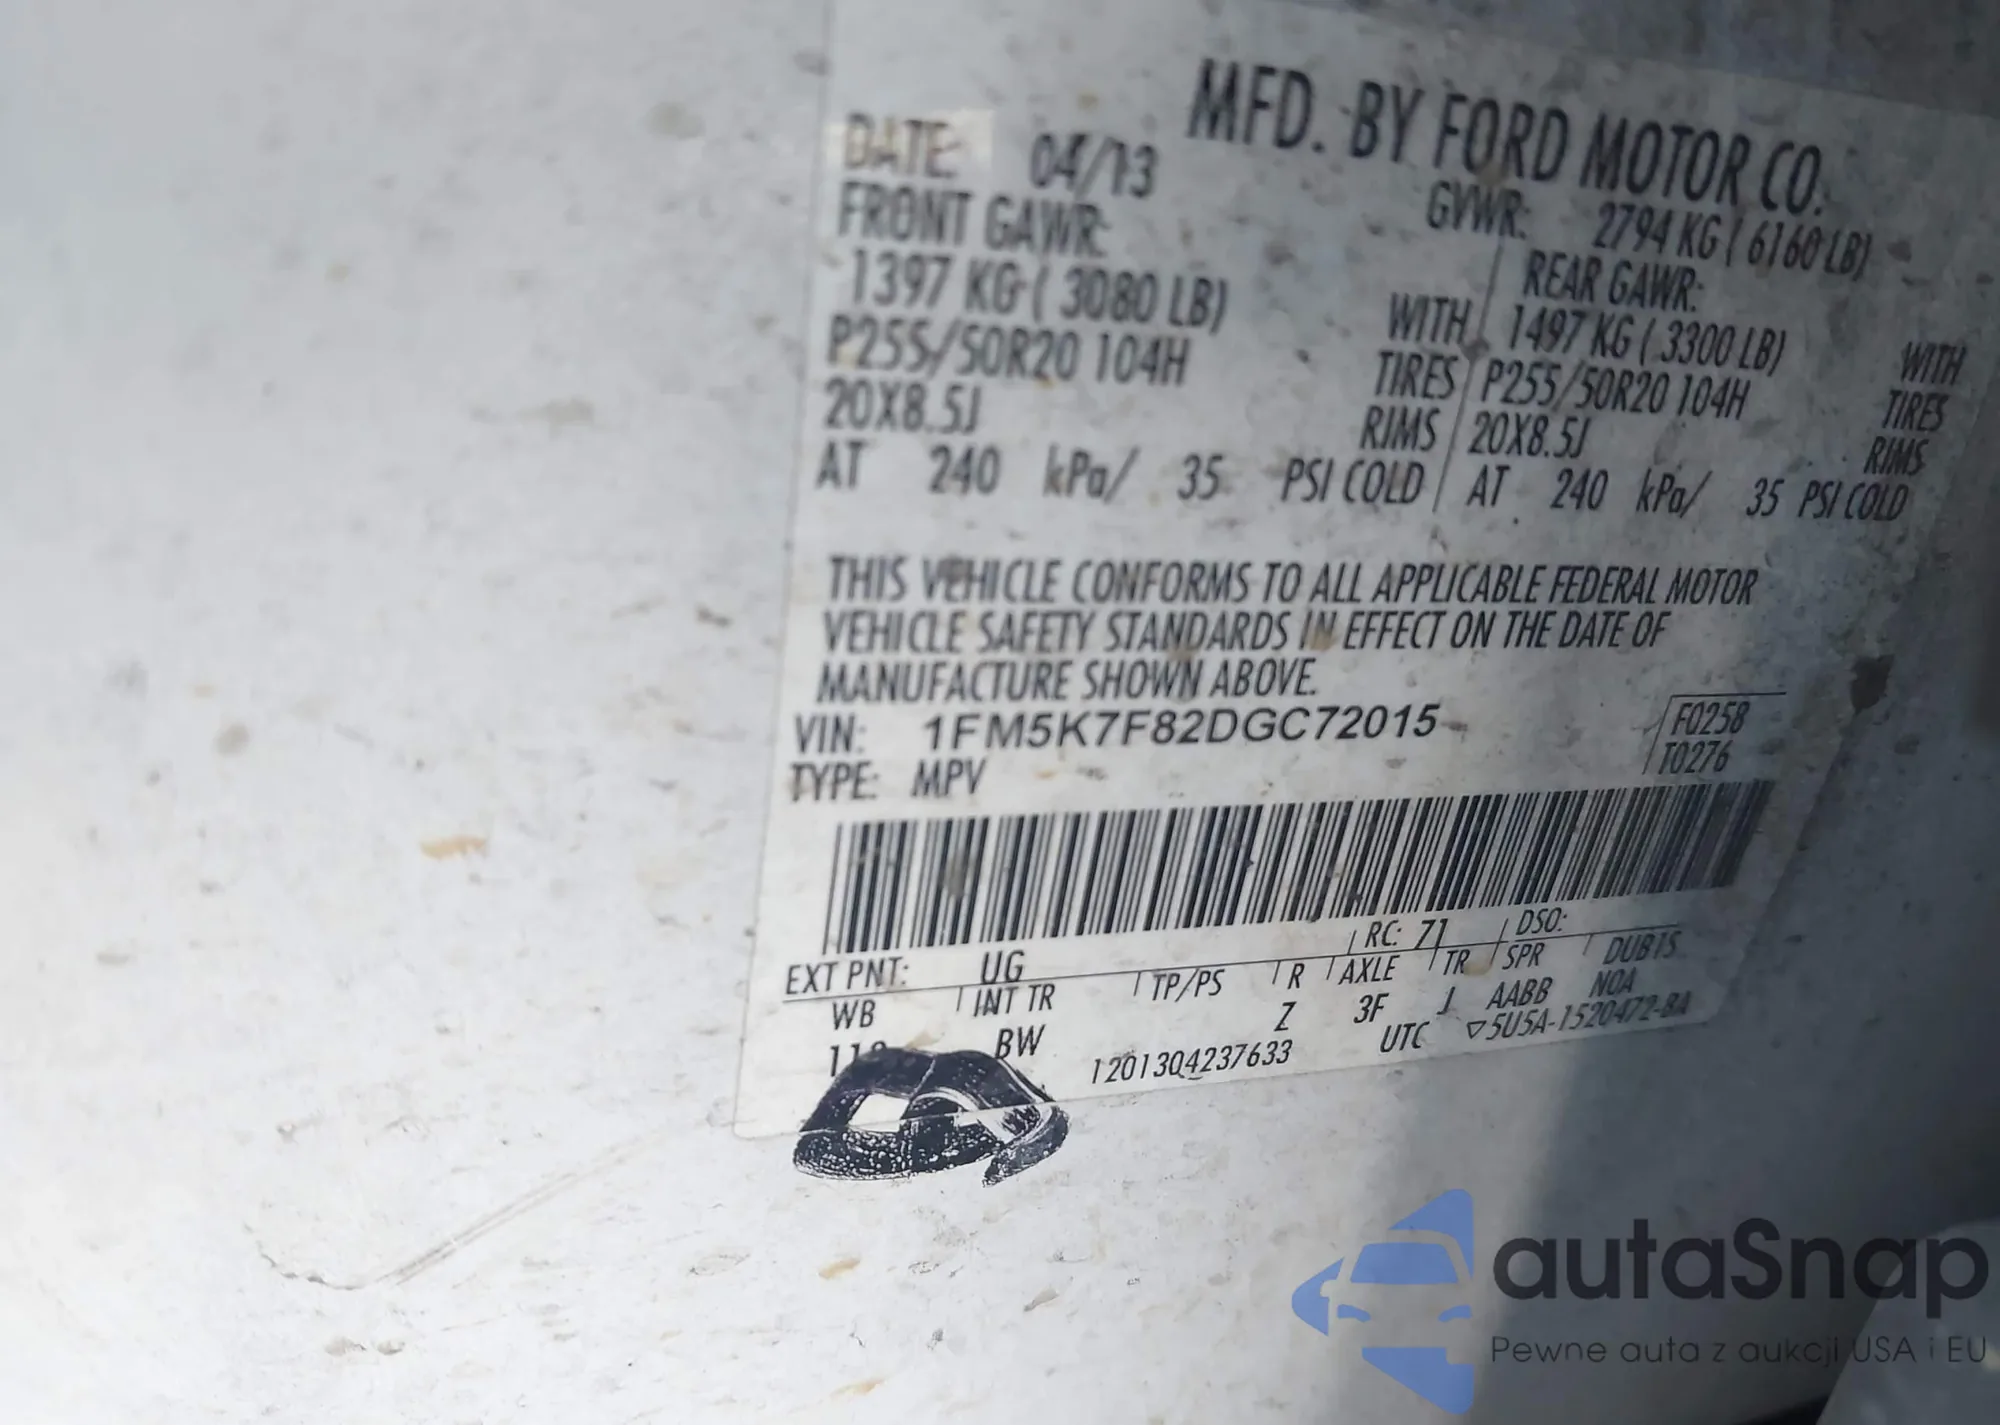 MFD. BY FORD MOTOR CO.
DATE: 04/13 GVWR: 2794 KG ( 6160 LB)
FRONT GAWR: REAR GAWR:
1397 KG ( 3080 LB) WITH 1497 KG ( 3300 LB) WITH
P255/50R20 104H TIRES P255/50R20 104H TIRES
20X8.5J RIMS 20X8.5J RIMS
AT 240 kPa/ 35 PSI COLD AT 240 kPa/ 35 PSI COLD
THIS VEHICLE CONFORMS TO ALL APPLICABLE FEDERAL MOTOR
VEHICLE SAFETY STANDARDS IN EFFECT ON THE DATE OF
MANUFACTURE SHOWN ABOVE.
VIN: 1FM5K7F82DGC72015 F0258
TYPE: MPV T0276
EXT PNT: UG RC: 71 DSO:
WB INT TR TP/PS R AXLE TR SPR DUB1S
BW Z 3F J AABB NOA
12013Q4237633 UTC ▽5U5A-1520472-BA
autaSnap
Pewne auta z aukcji USA i EU